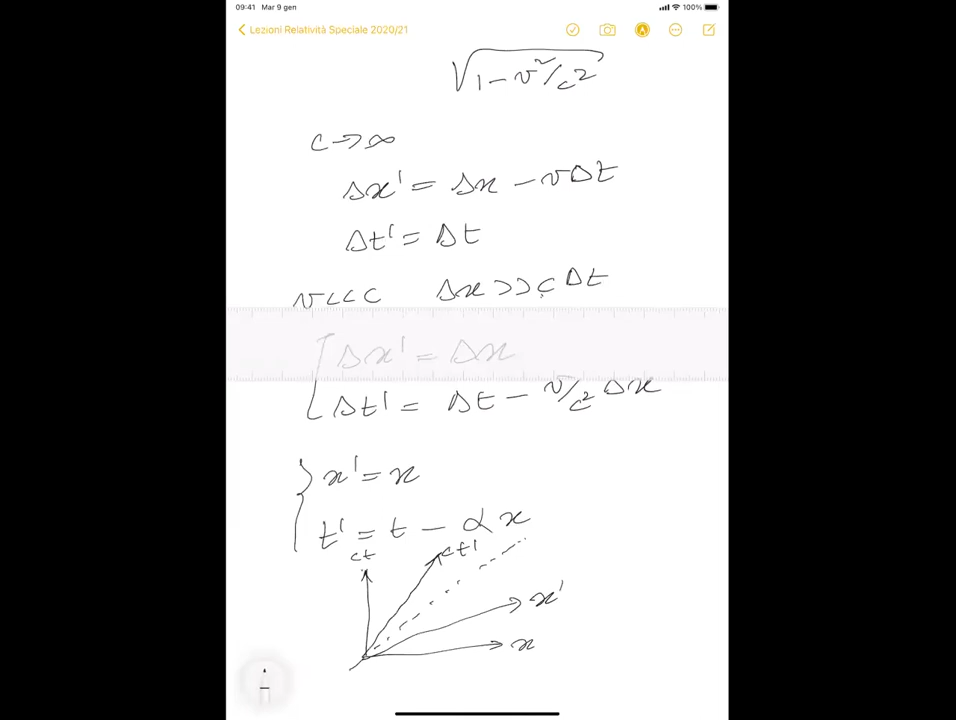 09:41 Mar 9 gen 100%
Lezioni Relatività Speciale 2020/21
√(1 - v²/c²)
c → ∞
Δx' = Δx - vΔt
Δt' = Δt
v << c Δx >> c Δt
Δx' = Δx
Δt' = Δt - v/c² Δx
x' = x
t' = t - α x
ct ct'
x'
x